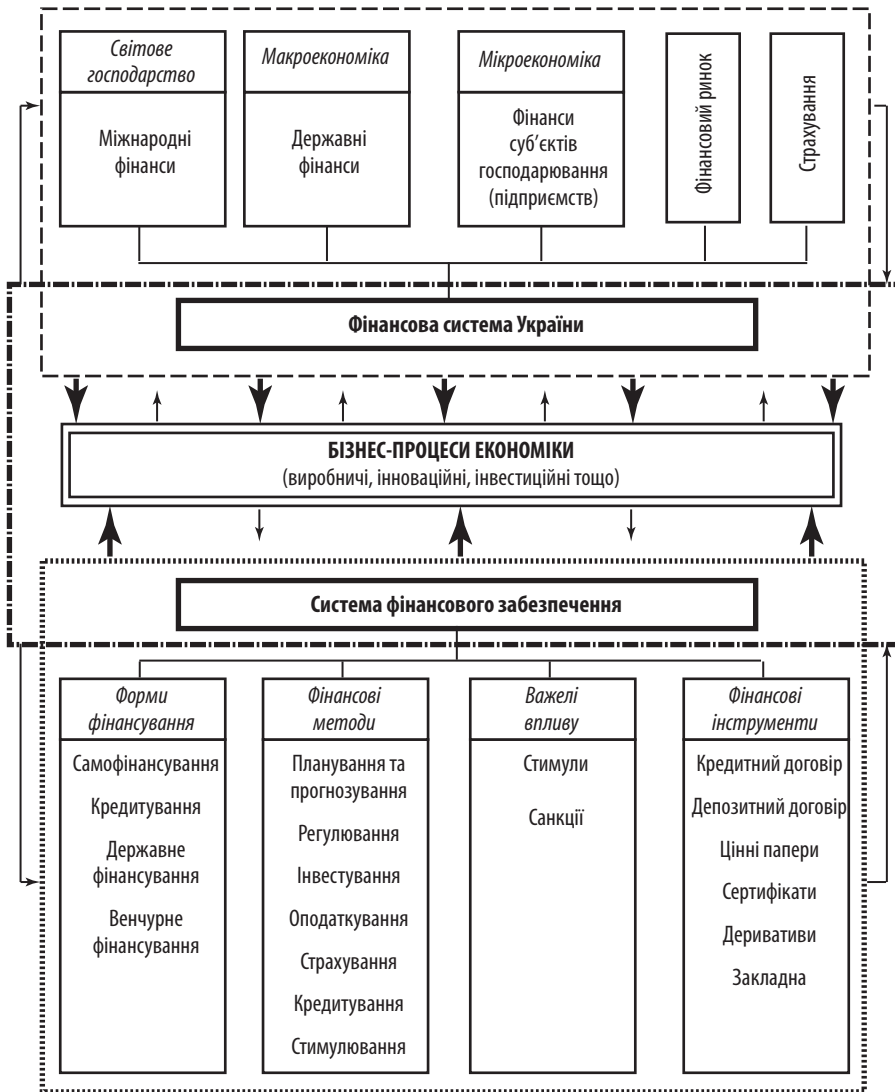 Світове
господарство
Міжнародні
фінанси
Макроекономіка
Державні
фінанси
Мікроекономіка
Фінанси
суб’єктів
господарювання
(підприємств)
Фінансовий ринок
Страхування
Фінансова система України
БІЗНЕС-ПРОЦЕСИ ЕКОНОМІКИ
(виробничі, інноваційні, інвестиційні тощо)
Система фінансового забезпечення
Форми
фінансування
Самофінансування
Кредитування
Державне
фінансування
Венчурне
фінансування
Фінансові
методи
Планування та
прогнозування
Регулювання
Інвестування
Оподаткування
Страхування
Кредитування
Стимулювання
Важелі
впливу
Стимули
Санкції
Фінансові
інструменти
Кредитний договір
Депозитний договір
Цінні папери
Сертифікати
Деривативи
Закладна